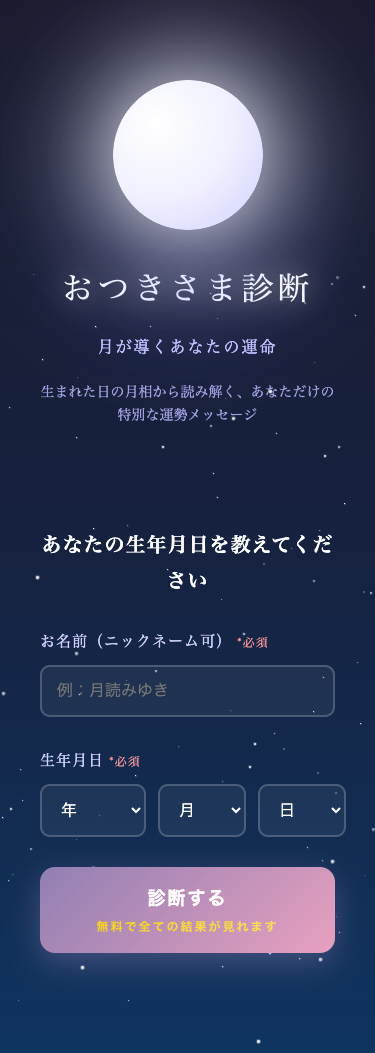 おつきさま診断
月が導くあなたの運命
生まれた日の月相から読み解く、あなただけの
特別な運勢メッセージ
あなたの生年月日を教えてくだ
さい
お名前（ニックネーム可） *必須
例：月読みゆき
生年月日 *必須
年 月 日
診断する
無料で全ての結果が見れます